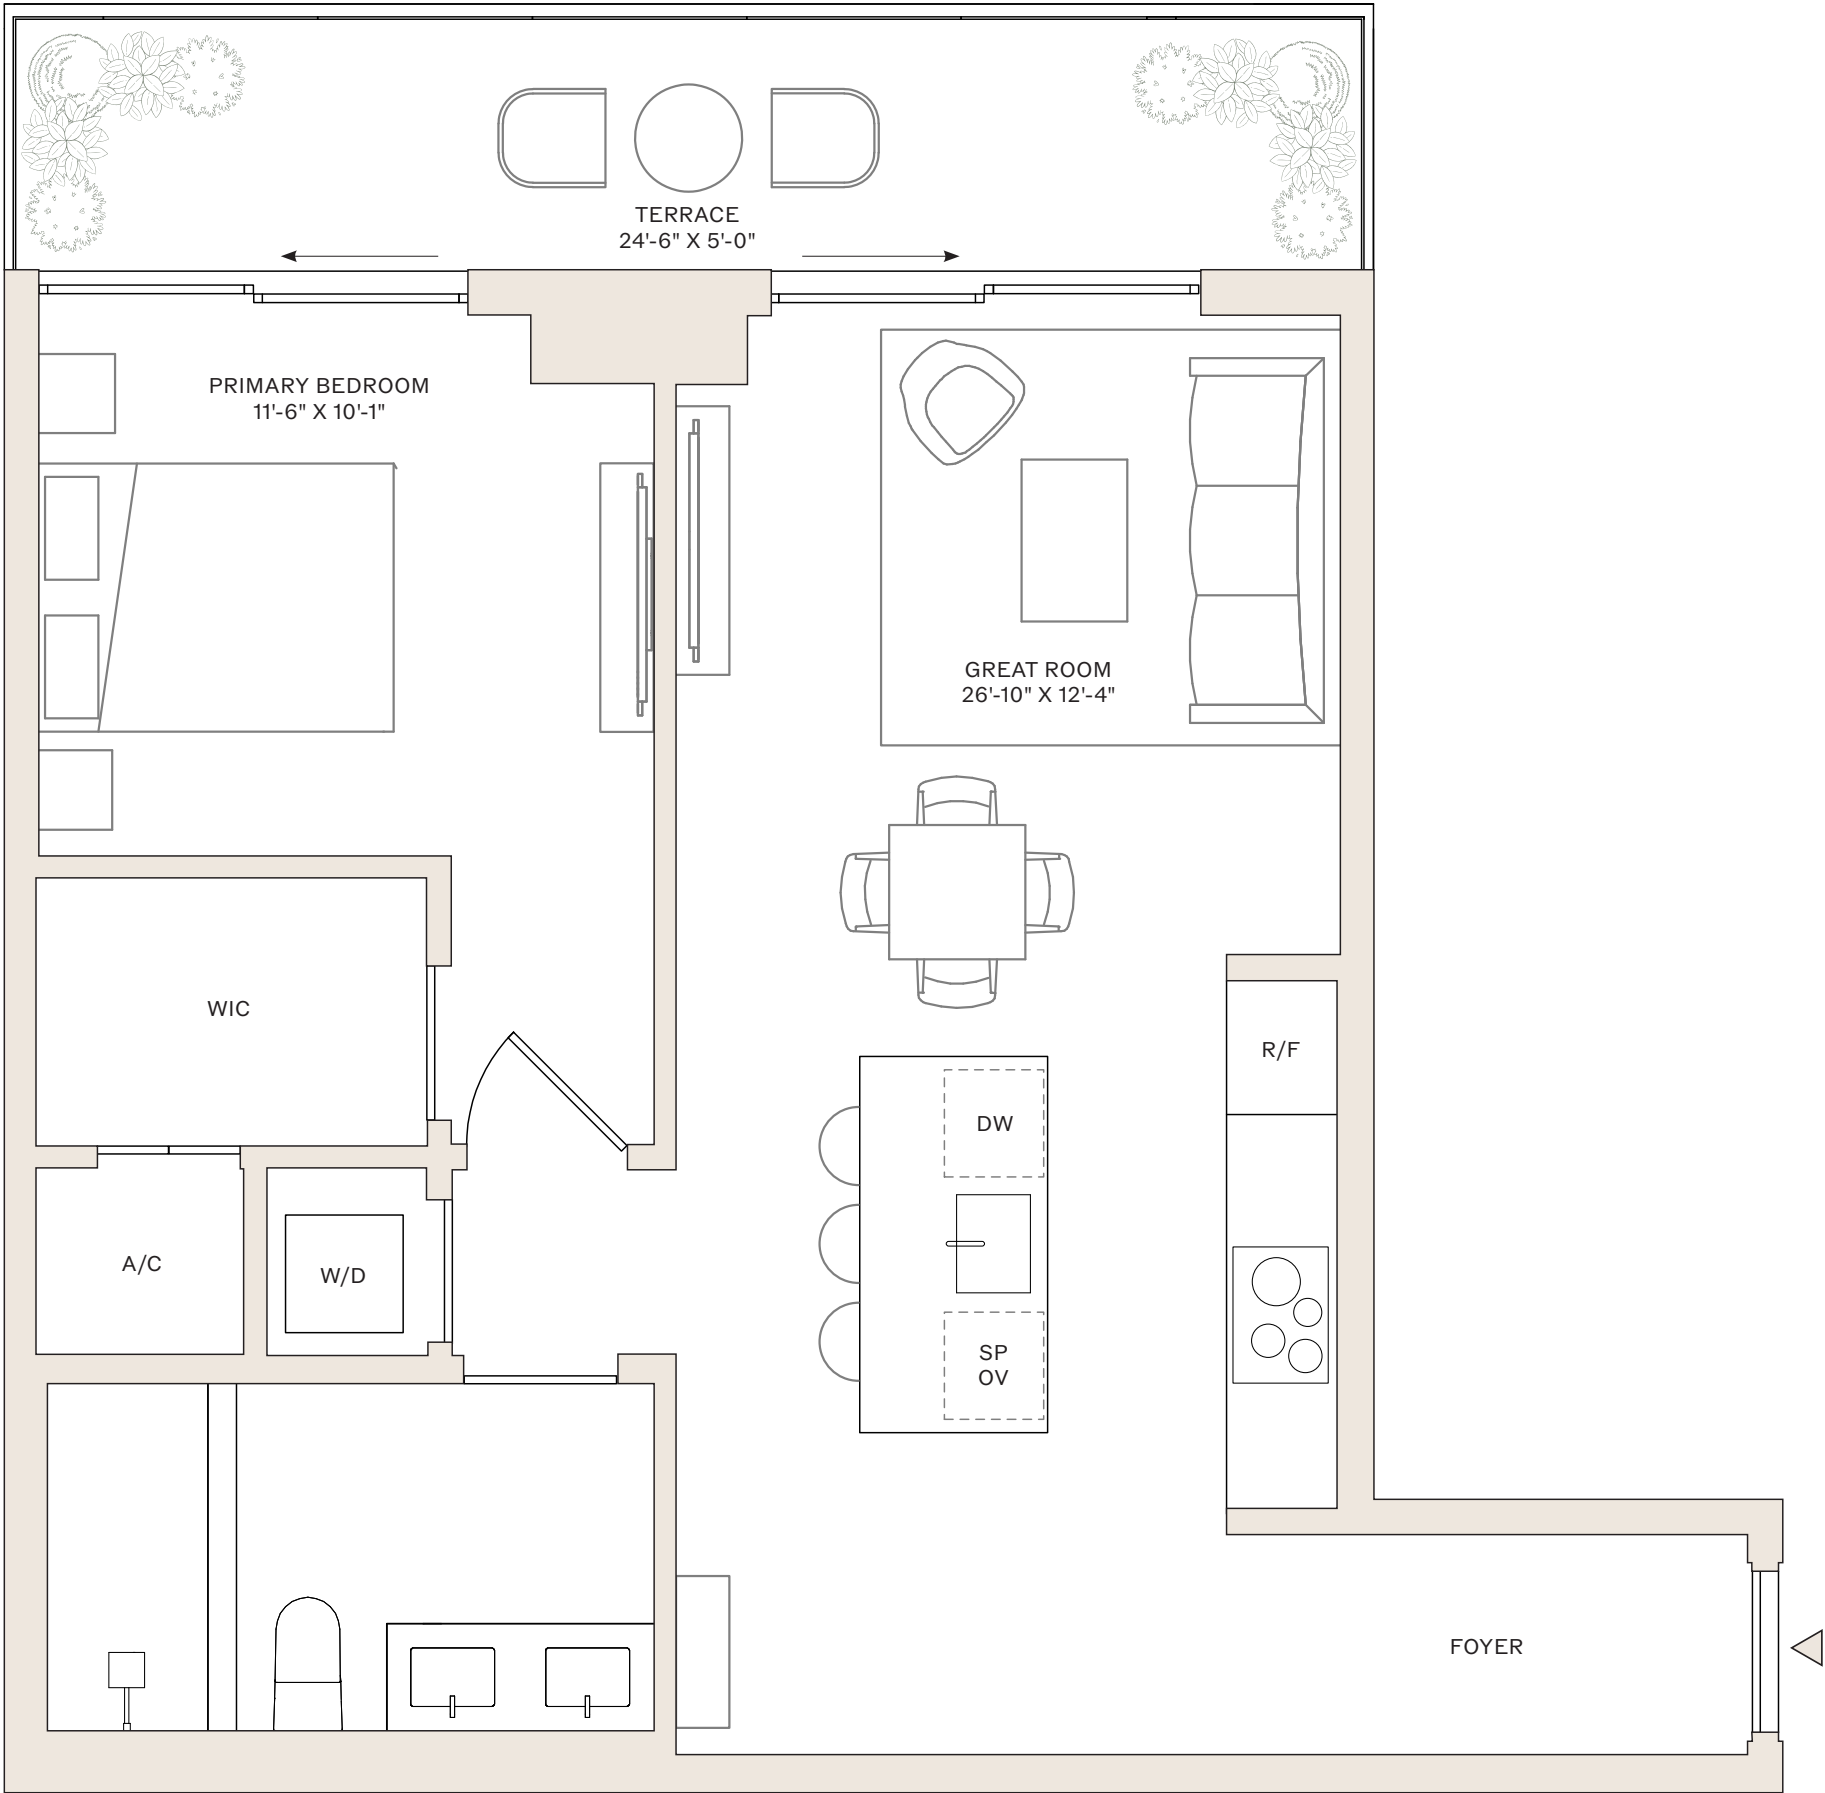 TERRACE
24'-6" X 5'-0"
PRIMARY BEDROOM
11'-6" X 10'-1"
GREAT ROOM
26'-10" X 12'-4"
WIC
R/F
DW
A/C
W/D
SP
OV
FOYER